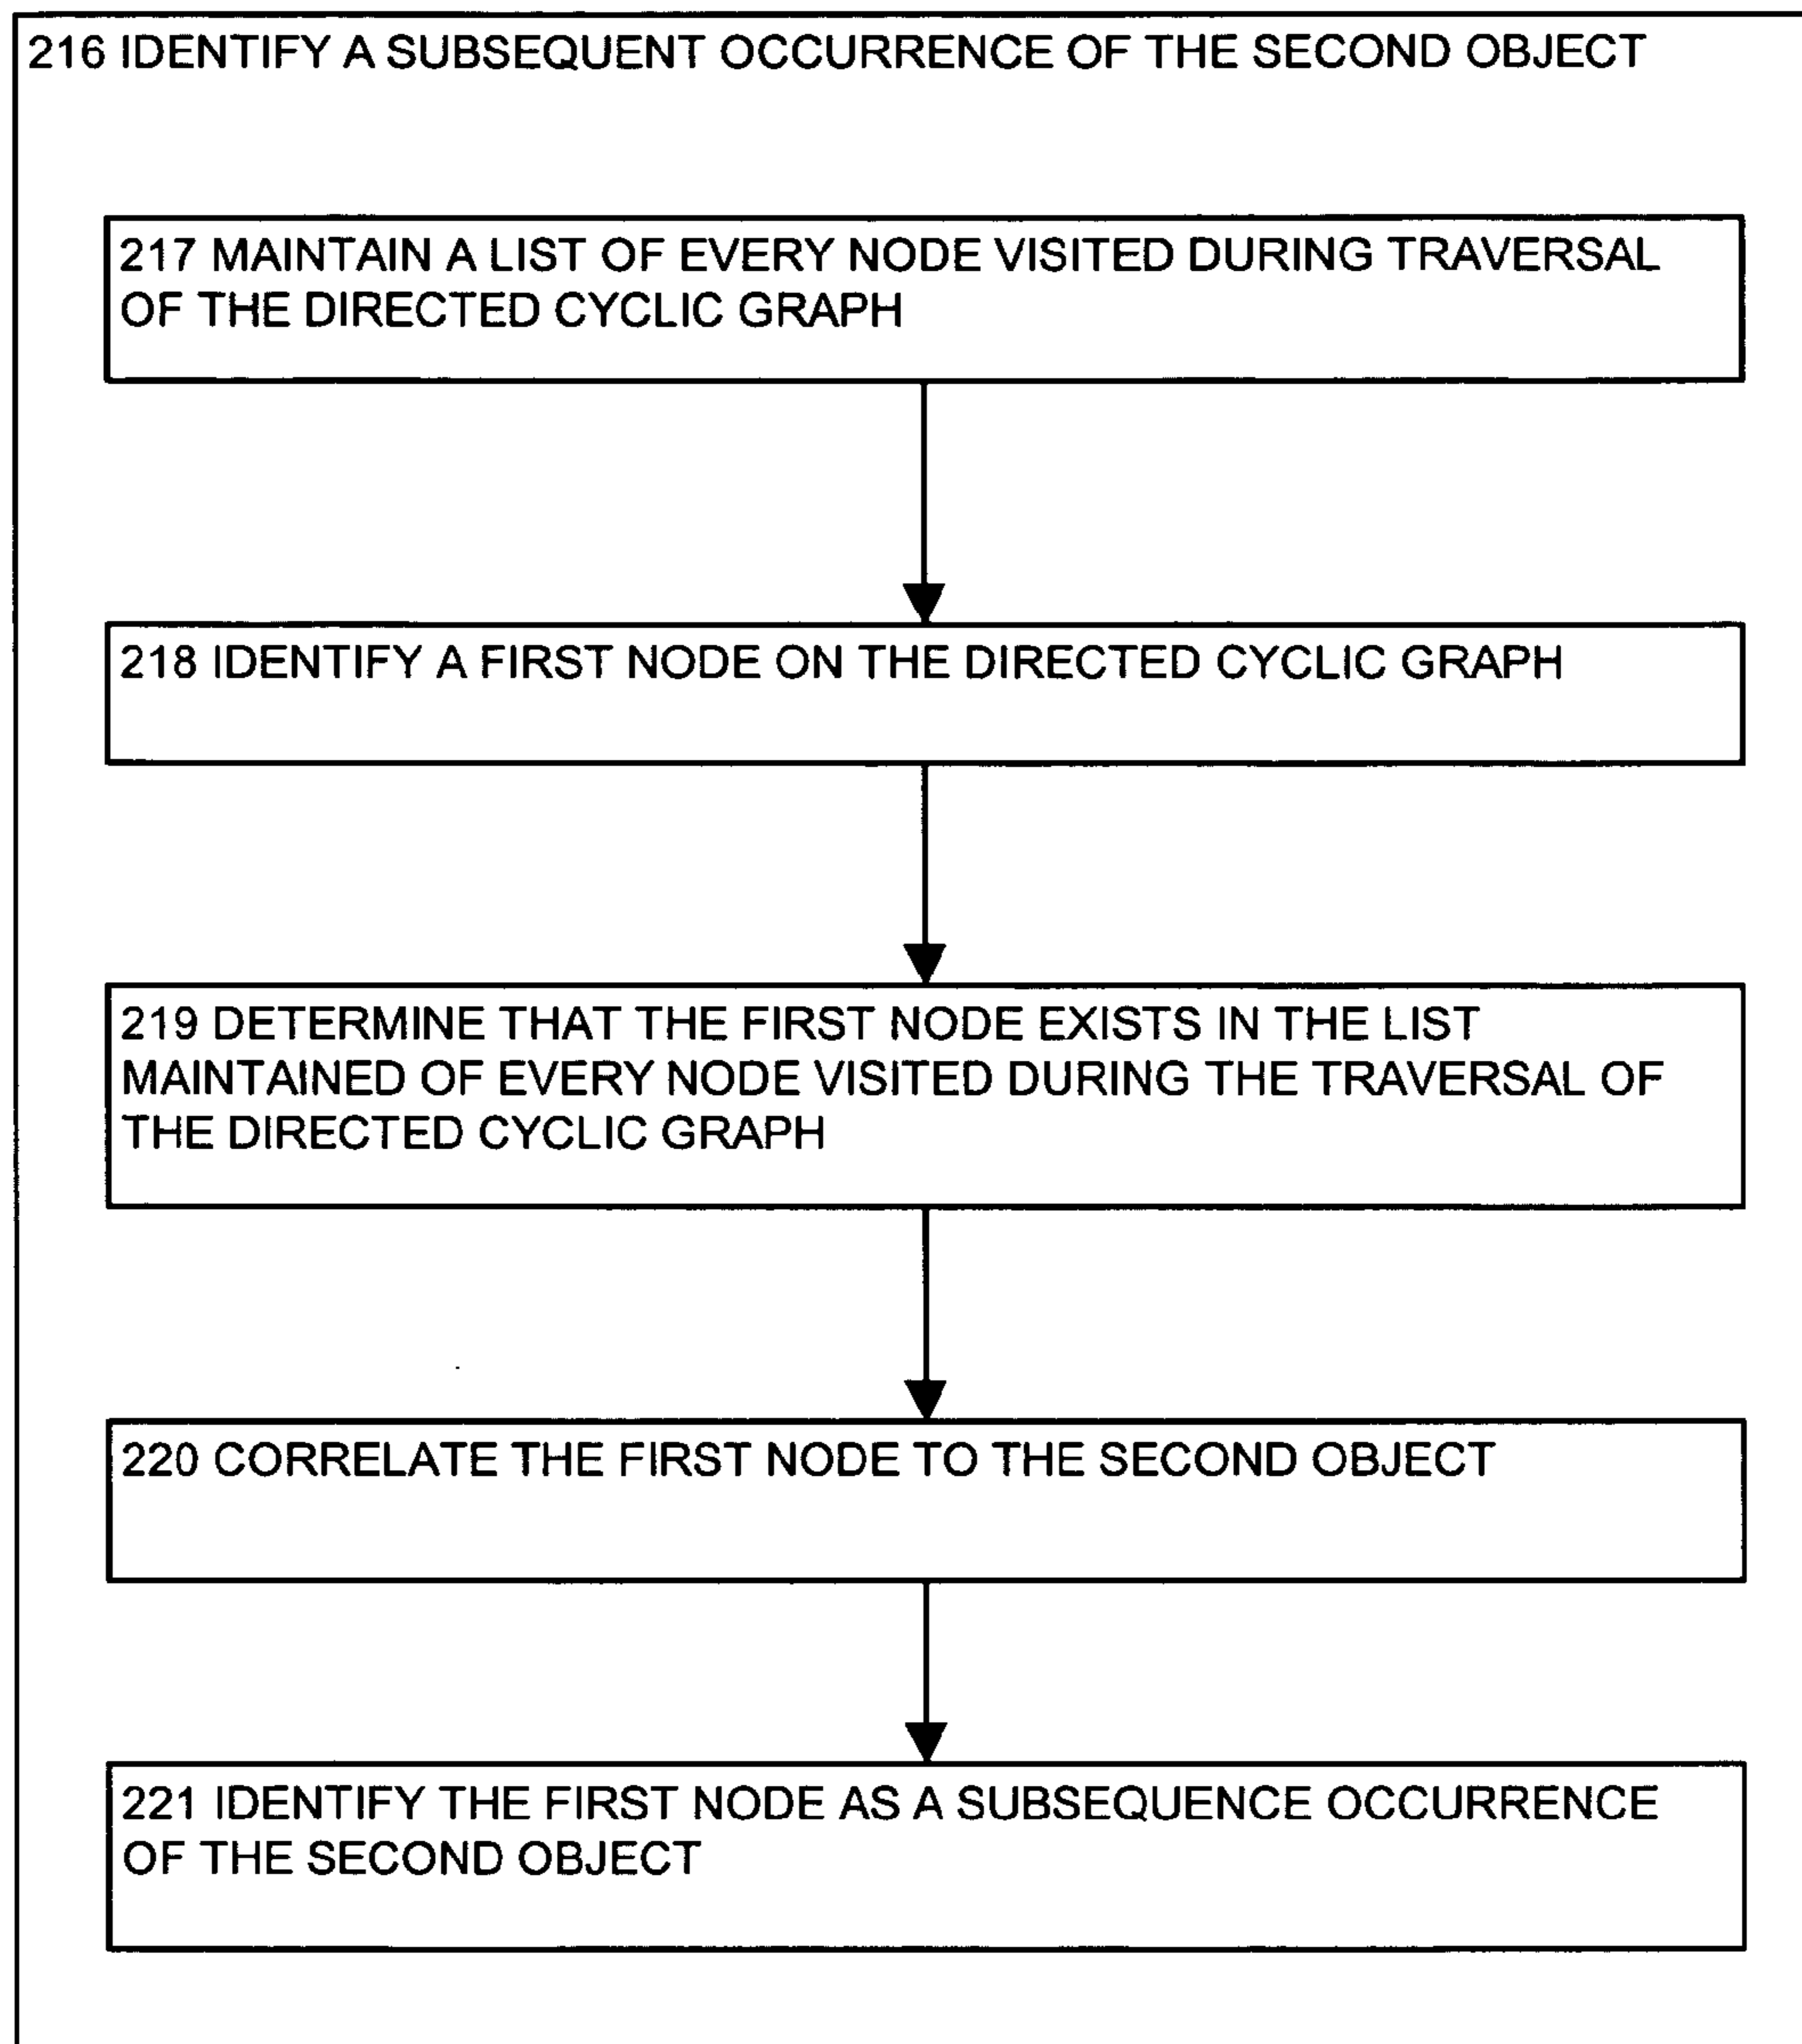 216 IDENTIFY A SUBSEQUENT OCCURRENCE OF THE SECOND OBJECT
217 MAINTAIN A LIST OF EVERY NODE VISITED DURING TRAVERSAL
OF THE DIRECTED CYCLIC GRAPH
218 IDENTIFY A FIRST NODE ON THE DIRECTED CYCLIC GRAPH
219 DETERMINE THAT THE FIRST NODE EXISTS IN THE LIST
MAINTAINED OF EVERY NODE VISITED DURING THE TRAVERSAL OF
THE DIRECTED CYCLIC GRAPH
220 CORRELATE THE FIRST NODE TO THE SECOND OBJECT
221 IDENTIFY THE FIRST NODE AS A SUBSEQUENCE OCCURRENCE
OF THE SECOND OBJECT